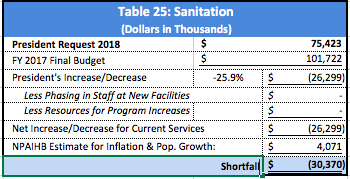 Table 25: Sanitation
(Dollars in Thousands)
President Request 2018 $ 75,423
FY 2017 Final Budget $ 101,722
President's Increase/Decrease -25.9% $ (26,299)
Less Phasing in Staff at New Facilities $ -
Less Resources for Program Increases $ -
Net Increase/Decrease for Current Services $ (26,299)
NPAIHB Estimate for Inflation & Pop. Growth: $ 4,071
Shortfall $ (30,370)